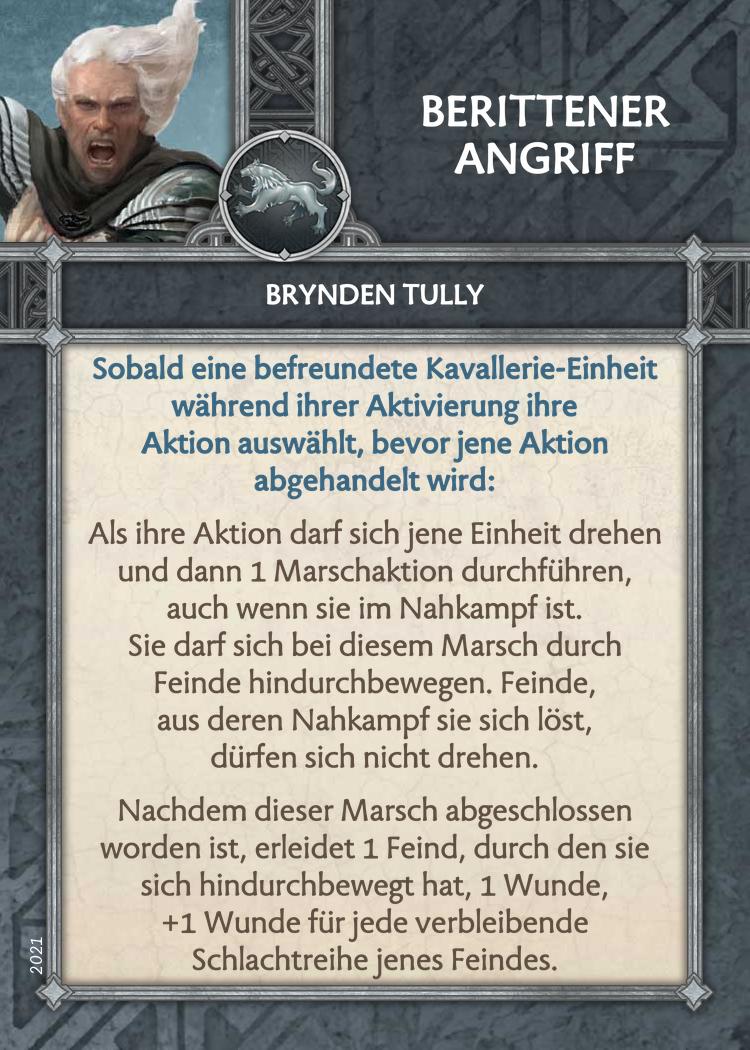 BERITTENER
ANGRIFF
BRYNDEN TULLY
Sobald eine befreundete Kavallerie-Einheit
während ihrer Aktivierung ihre
Aktion auswählt, bevor jene Aktion
abgehandelt wird:
Als ihre Aktion darf sich jene Einheit drehen
und dann 1 Marschaktion durchführen,
auch wenn sie im Nahkampf ist.
Sie darf sich bei diesem Marsch durch
Feinde hindurchbewegen. Feinde,
aus deren Nahkampf sie sich löst,
dürfen sich nicht drehen.
Nachdem dieser Marsch abgeschlossen
worden ist, erleidet 1 Feind, durch den sie
sich hindurchbewegt hat, 1 Wunde,
+1 Wunde für jede verbleibende
Schlachtreihe jenes Feindes.
2021